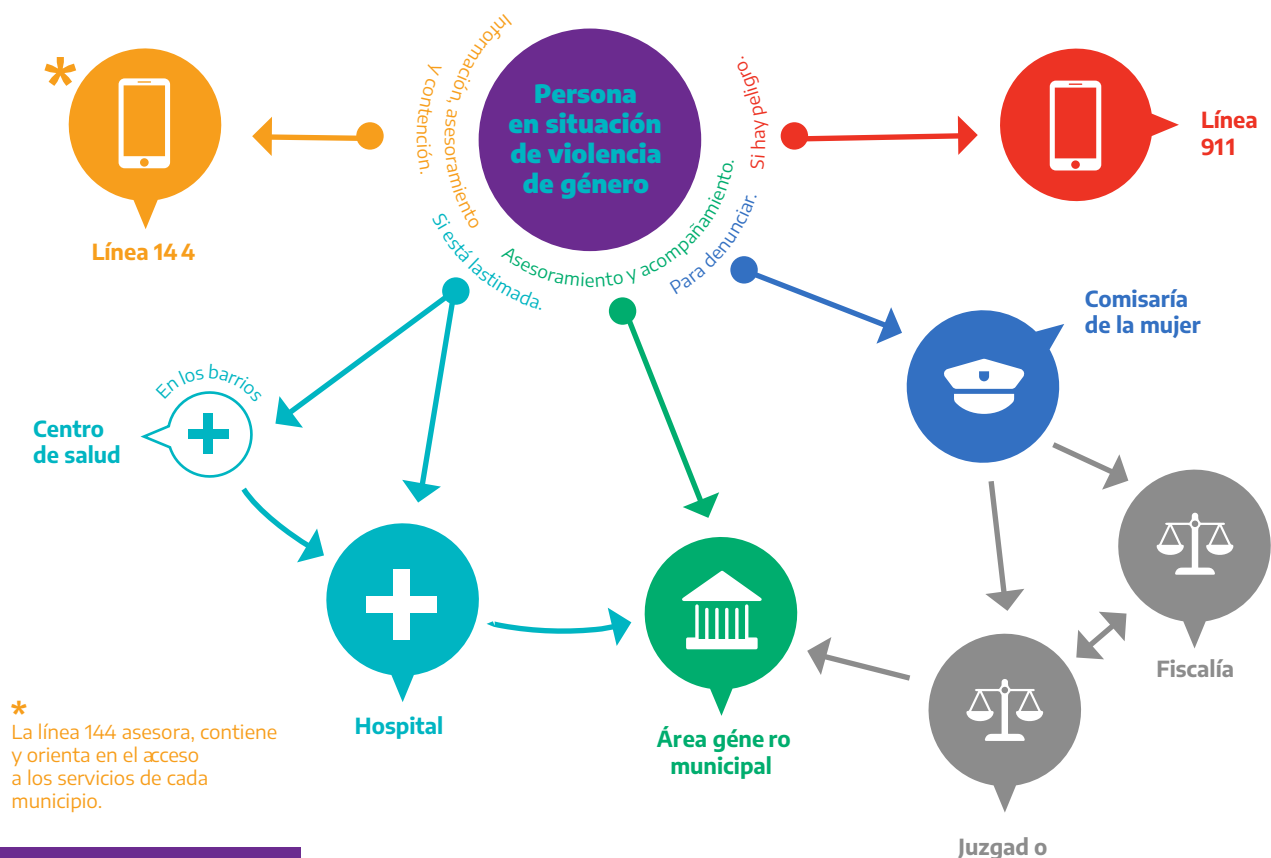 Persona
en situación
de violencia
de género
Información, asesoramiento
y contención.
Si hay peligro.
Si está lastimada.
Asesoramiento y acompañamiento.
Para denunciar.
Línea 14 4
Línea
911
Comisaría
de la mujer
En los barrios
Centro
de salud
Hospital
Área géne ro
municipal
Fiscalía
Juzgad o
*
La línea 144 asesora, contiene
y orienta en el acceso
a los servicios de cada
municipio.